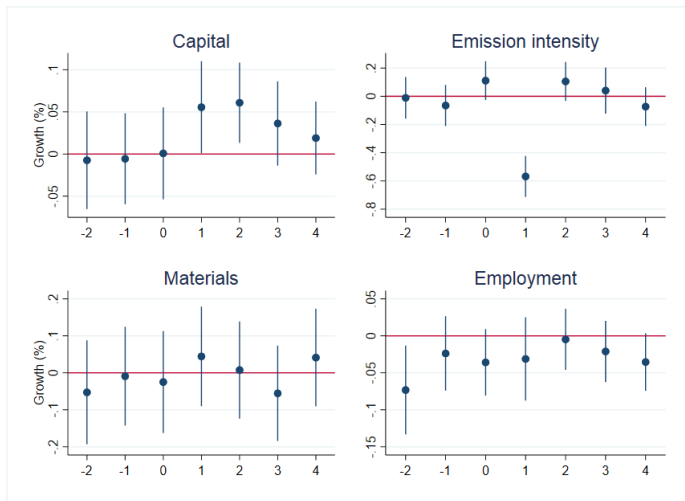 Capital
Growth (%)
.1
.05
0
-.05
-2 -1 0 1 2 3 4
Emission intensity
.2
0
-.2
-.4
-.6
-.8
-2 -1 0 1 2 3 4
Materials
Growth (%)
.2
.1
0
-.1
-.2
-2 -1 0 1 2 3 4
Employment
.05
0
-.05
-.1
-.15
-2 -1 0 1 2 3 4